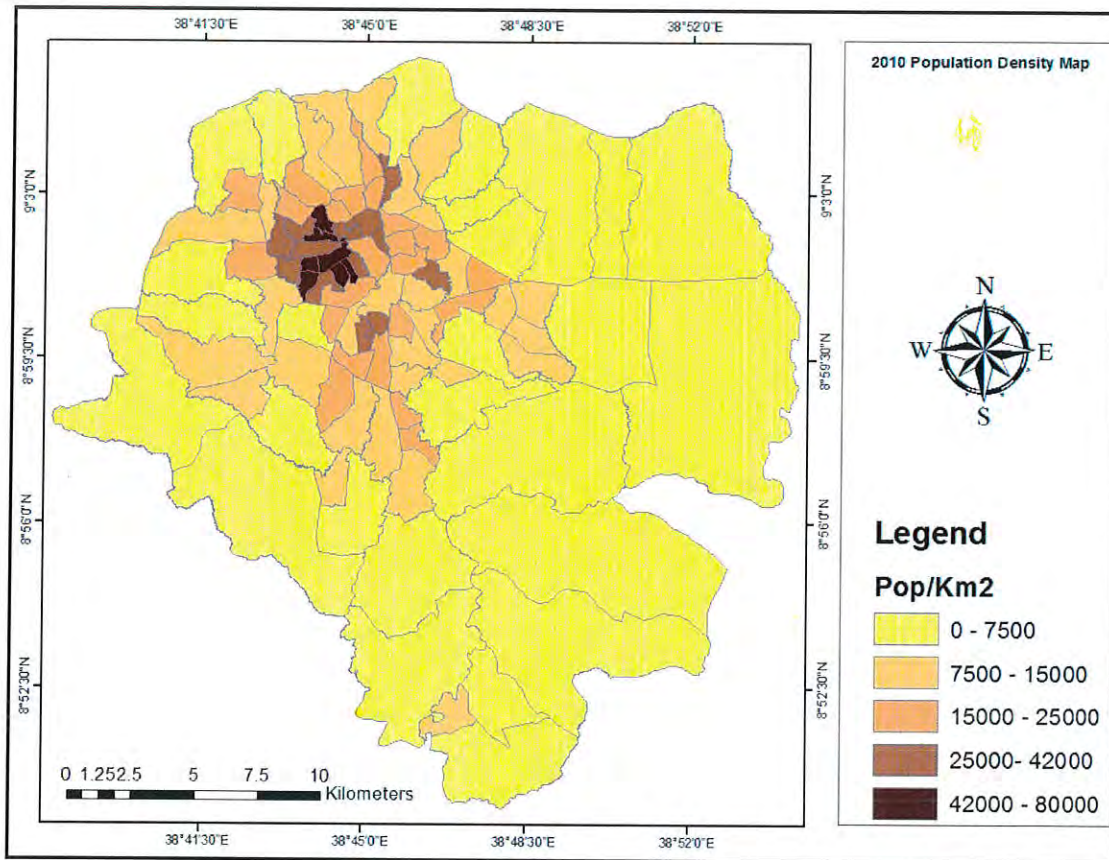 38°41'30"E 38°45'0"E 38°48'30"E 38°52'0"E
2010 Population Density Map
9°3'0"N
9°3'0"N
N
W E
S
8°59'30"N
8°59'30"N
8°56'0"N
8°56'0"N
Legend
Pop/Km2
0 - 7500
7500 - 15000
15000 - 25000
25000- 42000
42000 - 80000
8°52'30"N
8°52'30"N
0 1.252.5 5 7.5 10
Kilometers
38°41'30"E 38°45'0"E 38°48'30"E 38°52'0"E